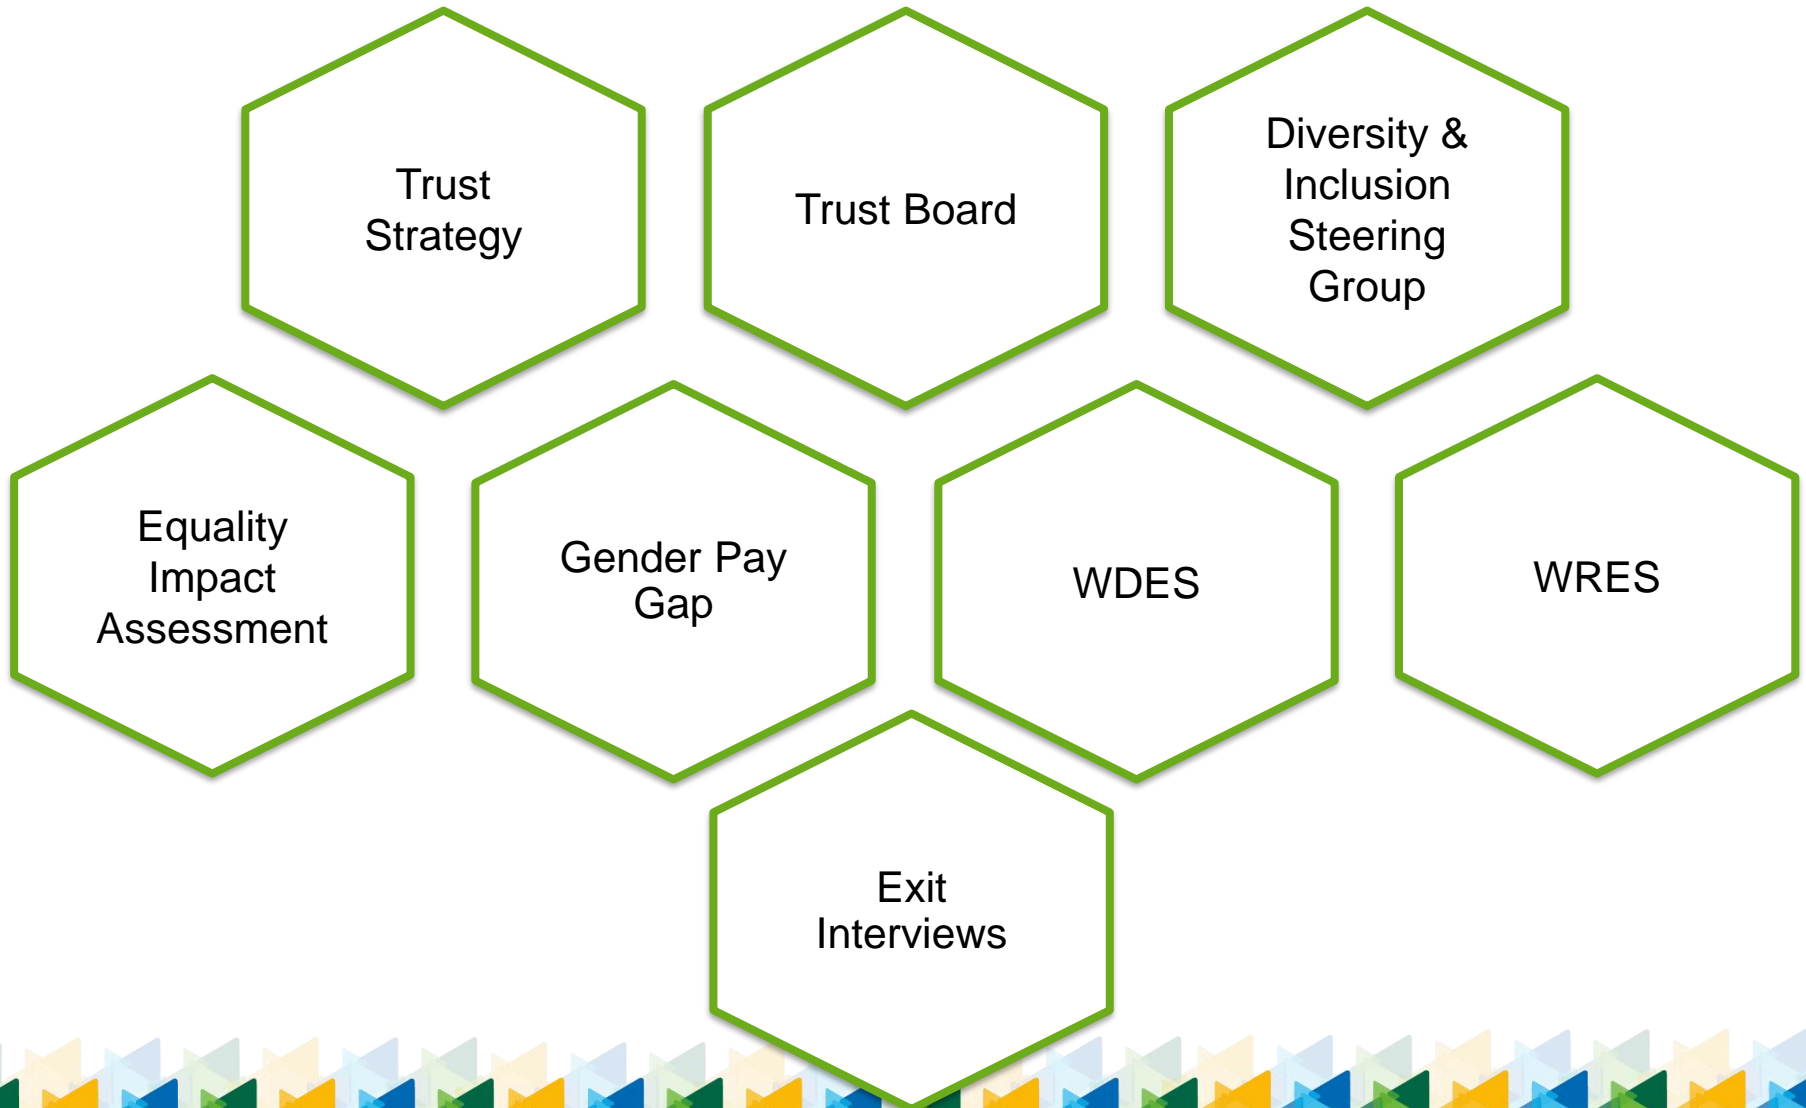 Trust
Strategy
Trust Board
Diversity &
Inclusion
Steering
Group
Equality
Impact
Assessment
Gender Pay
Gap
WDES
WRES
Exit
Interviews